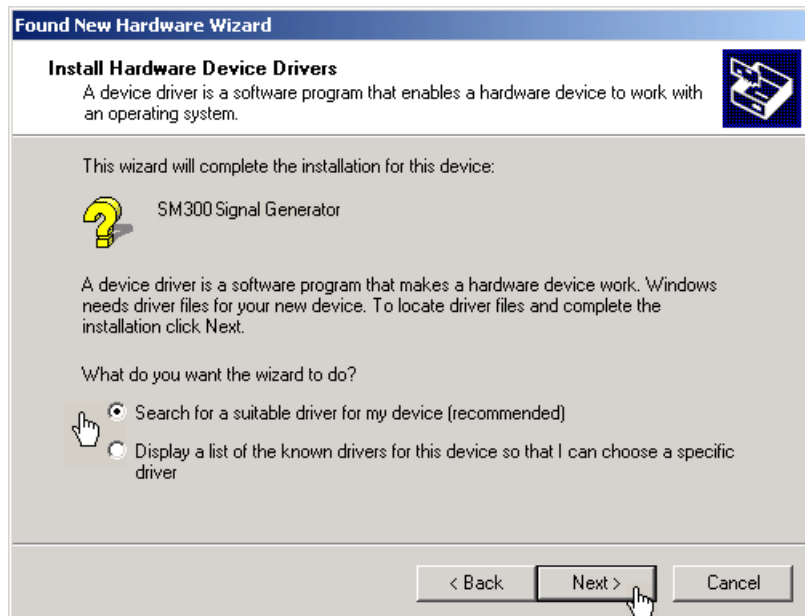 Found New Hardware Wizard
Install Hardware Device Drivers
A device driver is a software program that enables a hardware device to work with
an operating system.
This wizard will complete the installation for this device:
SM300 Signal Generator
A device driver is a software program that makes a hardware device work. Windows
needs driver files for your new device. To locate driver files and complete the
installation click Next.
What do you want the wizard to do?
Search for a suitable driver for my device (recommended)
Display a list of the known drivers for this device so that I can choose a specific
driver
< Back Next > Cancel